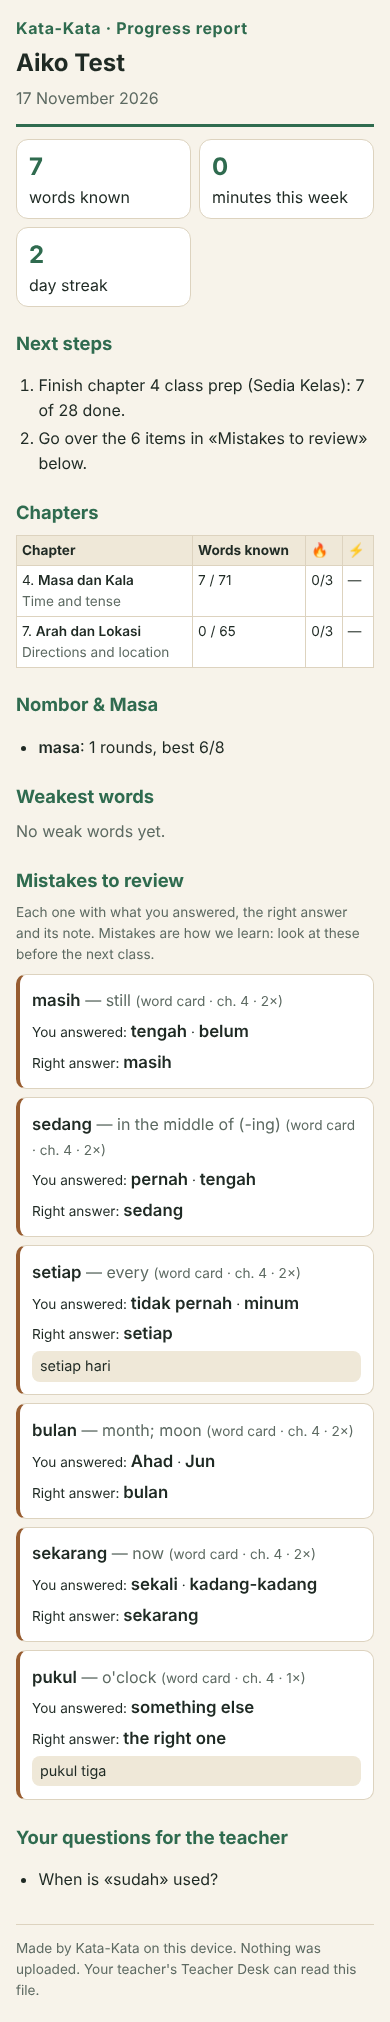 Kata-Kata · Progress report
Aiko Test
17 November 2026
7
words known
0
minutes this week
2
day streak
Next steps
1. Finish chapter 4 class prep (Sedia Kelas): 7
of 28 done.
2. Go over the 6 items in «Mistakes to review»
below.
Chapters
Chapter Words known 🔥 ⚡
4. Masa dan Kala 7 / 71 0/3 —
Time and tense
7. Arah dan Lokasi 0 / 65 0/3 —
Directions and location
Nombor & Masa
• masa: 1 rounds, best 6/8
Weakest words
No weak words yet.
Mistakes to review
Each one with what you answered, the right answer
and its note. Mistakes are how we learn: look at these
before the next class.
masih — still (word card · ch. 4 · 2×)
You answered: tengah · belum
Right answer: masih
sedang — in the middle of (-ing) (word card
· ch. 4 · 2×)
You answered: pernah · tengah
Right answer: sedang
setiap — every (word card · ch. 4 · 2×)
You answered: tidak pernah · minum
Right answer: setiap
setiap hari
bulan — month; moon (word card · ch. 4 · 2×)
You answered: Ahad · Jun
Right answer: bulan
sekarang — now (word card · ch. 4 · 2×)
You answered: sekali · kadang-kadang
Right answer: sekarang
pukul — o'clock (word card · ch. 4 · 1×)
You answered: something else
Right answer: the right one
pukul tiga
Your questions for the teacher
• When is «sudah» used?
Made by Kata-Kata on this device. Nothing was
uploaded. Your teacher's Teacher Desk can read this
file.